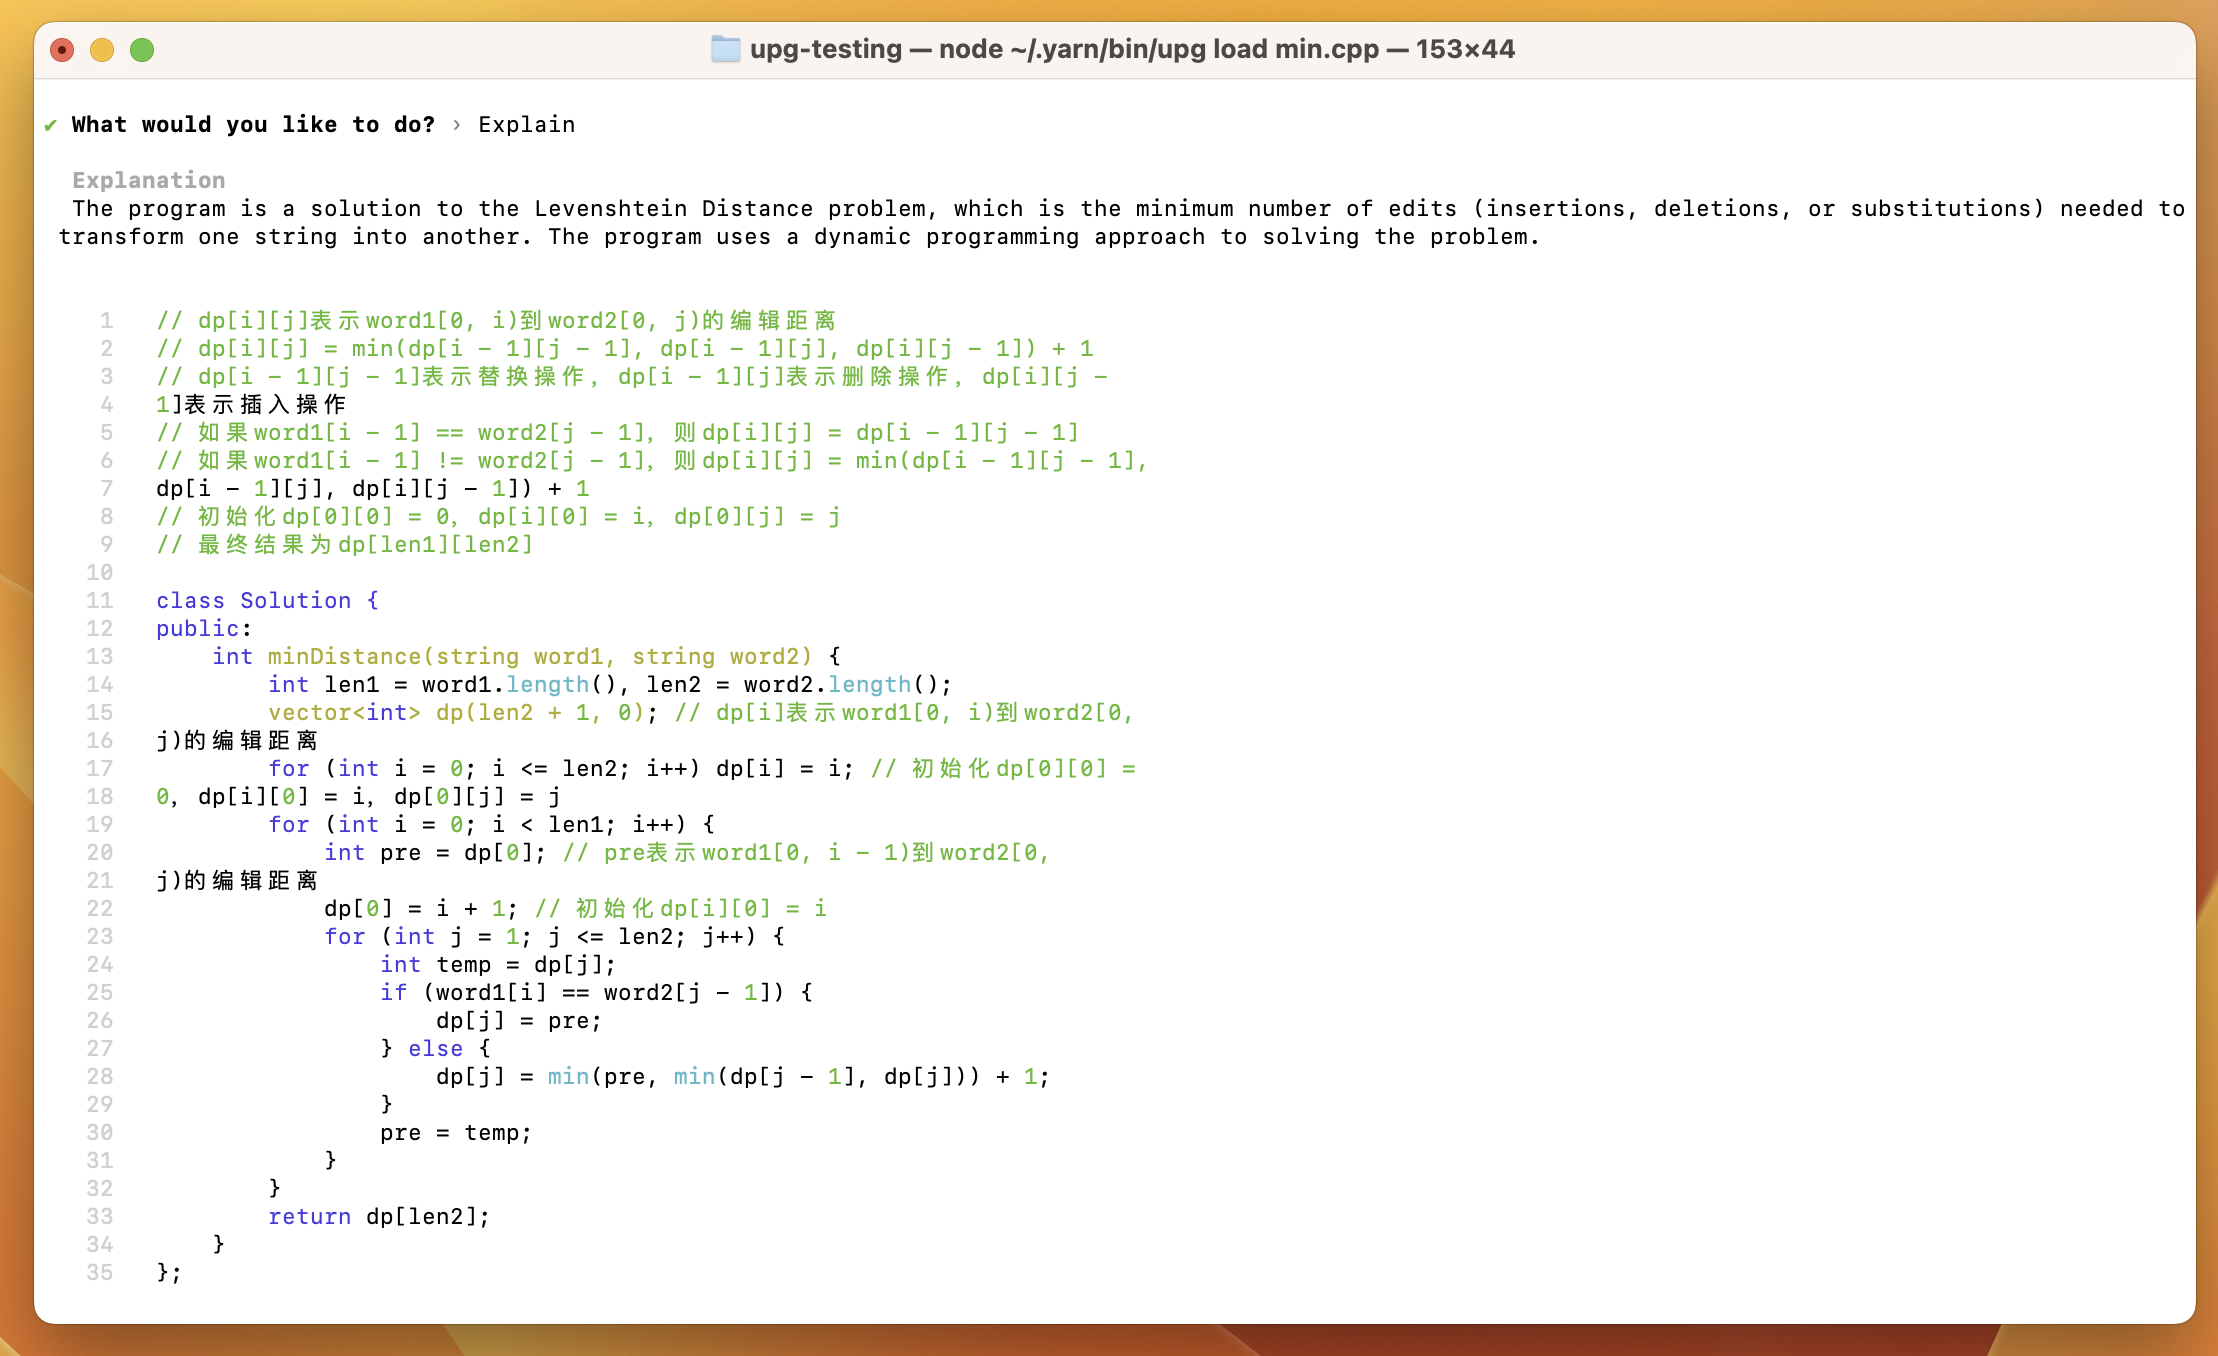 upg-testing — node ~/.yarn/bin/upg load min.cpp — 153×44
✔ What would you like to do? › Explain
Explanation
The program is a solution to the Levenshtein Distance problem, which is the minimum number of edits (insertions, deletions, or substitutions) needed to
transform one string into another. The program uses a dynamic programming approach to solving the problem.
1 // dp[i][j]表示word1[0, i)到word2[0, j)的编辑距离
2 // dp[i][j] = min(dp[i - 1][j - 1], dp[i - 1][j], dp[i][j - 1]) + 1
3 // dp[i - 1][j - 1]表示替换操作, dp[i - 1][j]表示删除操作, dp[i][j -
4 1]表示插入操作
5 // 如果word1[i - 1] == word2[j - 1], 则dp[i][j] = dp[i - 1][j - 1]
6 // 如果word1[i - 1] != word2[j - 1], 则dp[i][j] = min(dp[i - 1][j - 1],
7 dp[i - 1][j], dp[i][j - 1]) + 1
8 // 初始化dp[0][0] = 0, dp[i][0] = i, dp[0][j] = j
9 // 最终结果为dp[len1][len2]
10
11 class Solution {
12 public:
13 int minDistance(string word1, string word2) {
14 int len1 = word1.length(), len2 = word2.length();
15 vector<int> dp(len2 + 1, 0); // dp[i]表示word1[0, i)到word2[0,
16 j)的编辑距离
17 for (int i = 0; i <= len2; i++) dp[i] = i; // 初始化dp[0][0] =
18 0, dp[i][0] = i, dp[0][j] = j
19 for (int i = 0; i < len1; i++) {
20 int pre = dp[0]; // pre表示word1[0, i - 1)到word2[0,
21 j)的编辑距离
22 dp[0] = i + 1; // 初始化dp[i][0] = i
23 for (int j = 1; j <= len2; j++) {
24 int temp = dp[j];
25 if (word1[i] == word2[j - 1]) {
26 dp[j] = pre;
27 } else {
28 dp[j] = min(pre, min(dp[j - 1], dp[j])) + 1;
29 }
30 pre = temp;
31 }
32 }
33 return dp[len2];
34 }
35 };